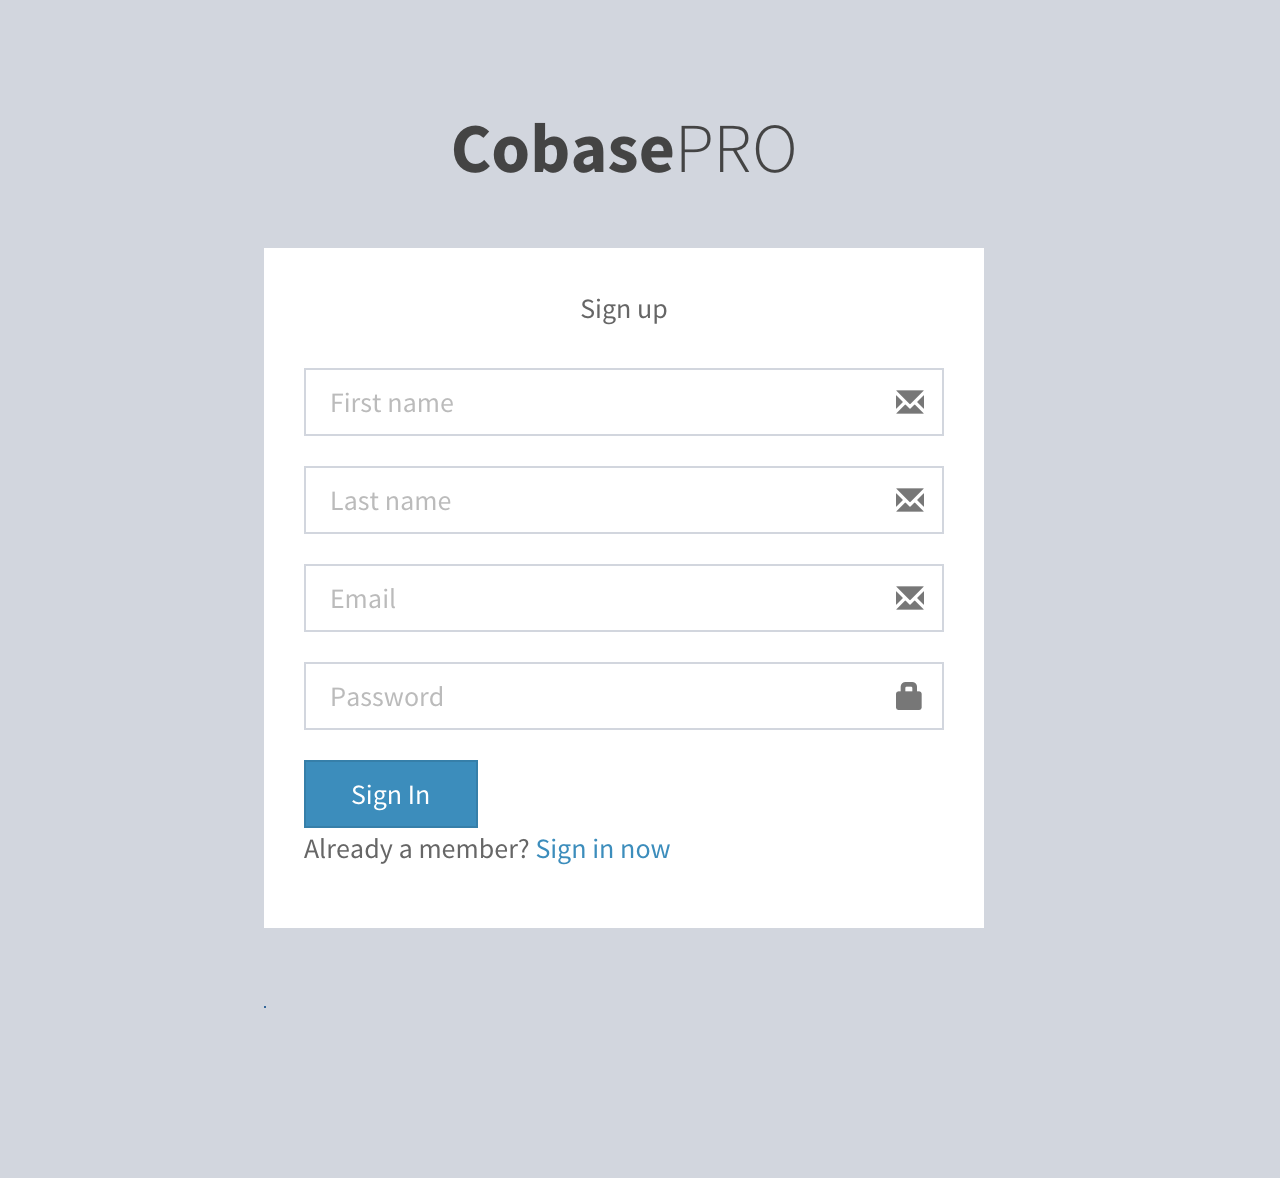 CobasePRO
Sign up
First name
Last name
Email
Password
Sign In
Already a member? Sign in now